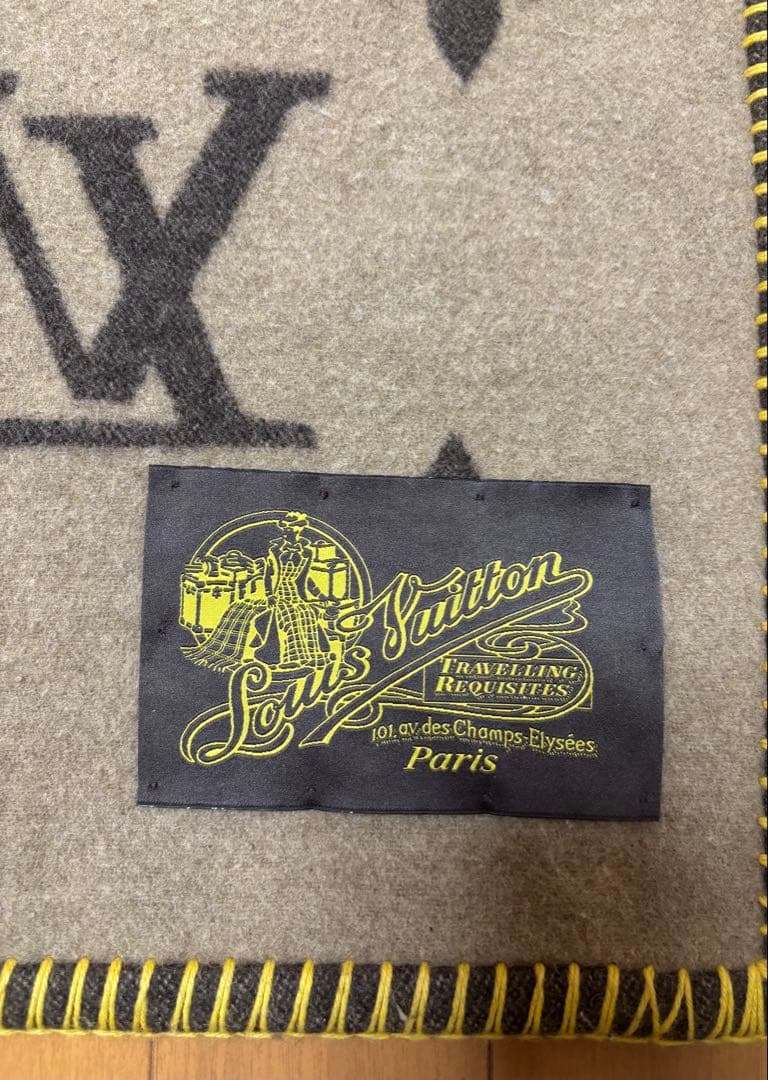 Louis Vuitton
TRAVELLING
REQUISITES
101, av. des Champs-Elysées
Paris